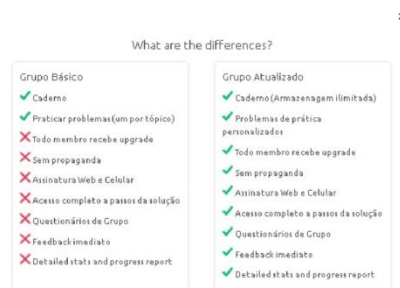 What are the differences?
Grupo Básico
Caderno
Praticar problemas(um por tópico)
Todo membro recebe upgrade
Sem propaganda
Assinatura Web e Celular
Acesso completo a passos da solução
Questionários de Grupo
Feedback imediato
Detailed stats and progress report
Grupo Atualizado
Caderno(Armazenagem ilimitada)
Problemas de prática
personalizados
Todo membro recebe upgrade
Sem propaganda
Assinatura Web e Celular
Acesso completo a passos da solução
Questionários de Grupo
Feedback imediato
Detailed stats and progress report